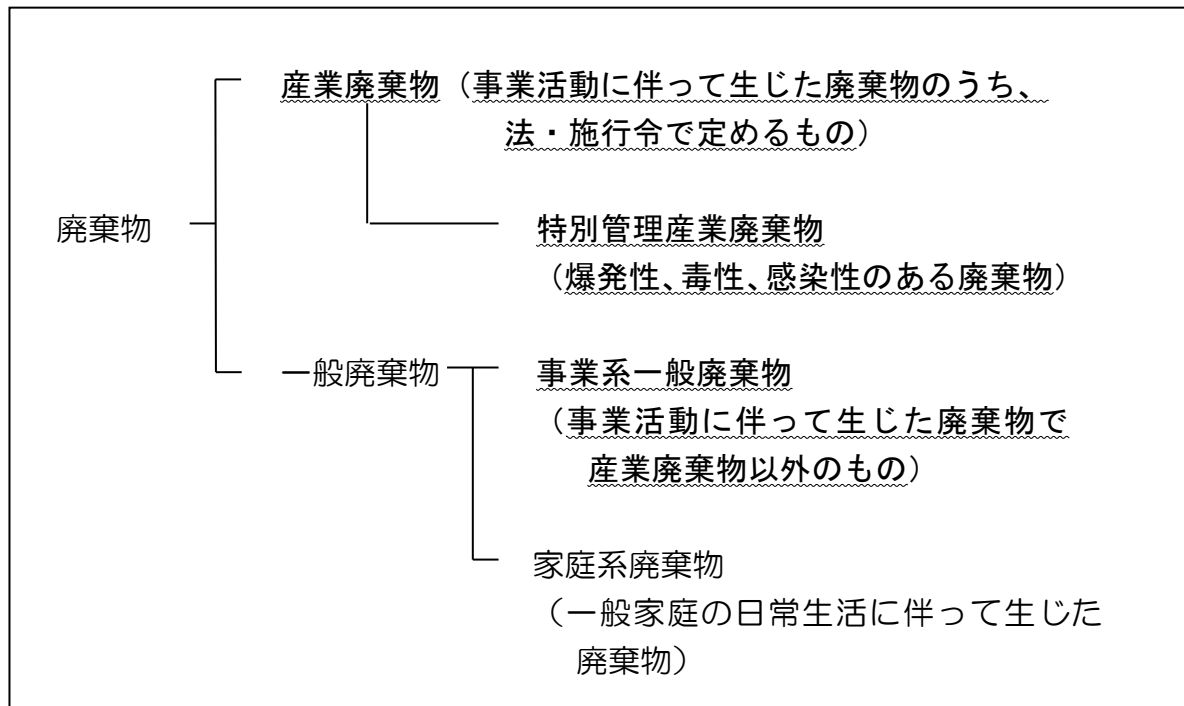 産業廃棄物（事業活動に伴って生じた廃棄物のうち、
法・施行令で定めるもの）
廃棄物
特別管理産業廃棄物
（爆発性、毒性、感染性のある廃棄物）
一般廃棄物
事業系一般廃棄物
（事業活動に伴って生じた廃棄物で
産業廃棄物以外のもの）
家庭系廃棄物
（一般家庭の日常生活に伴って生じた
廃棄物）